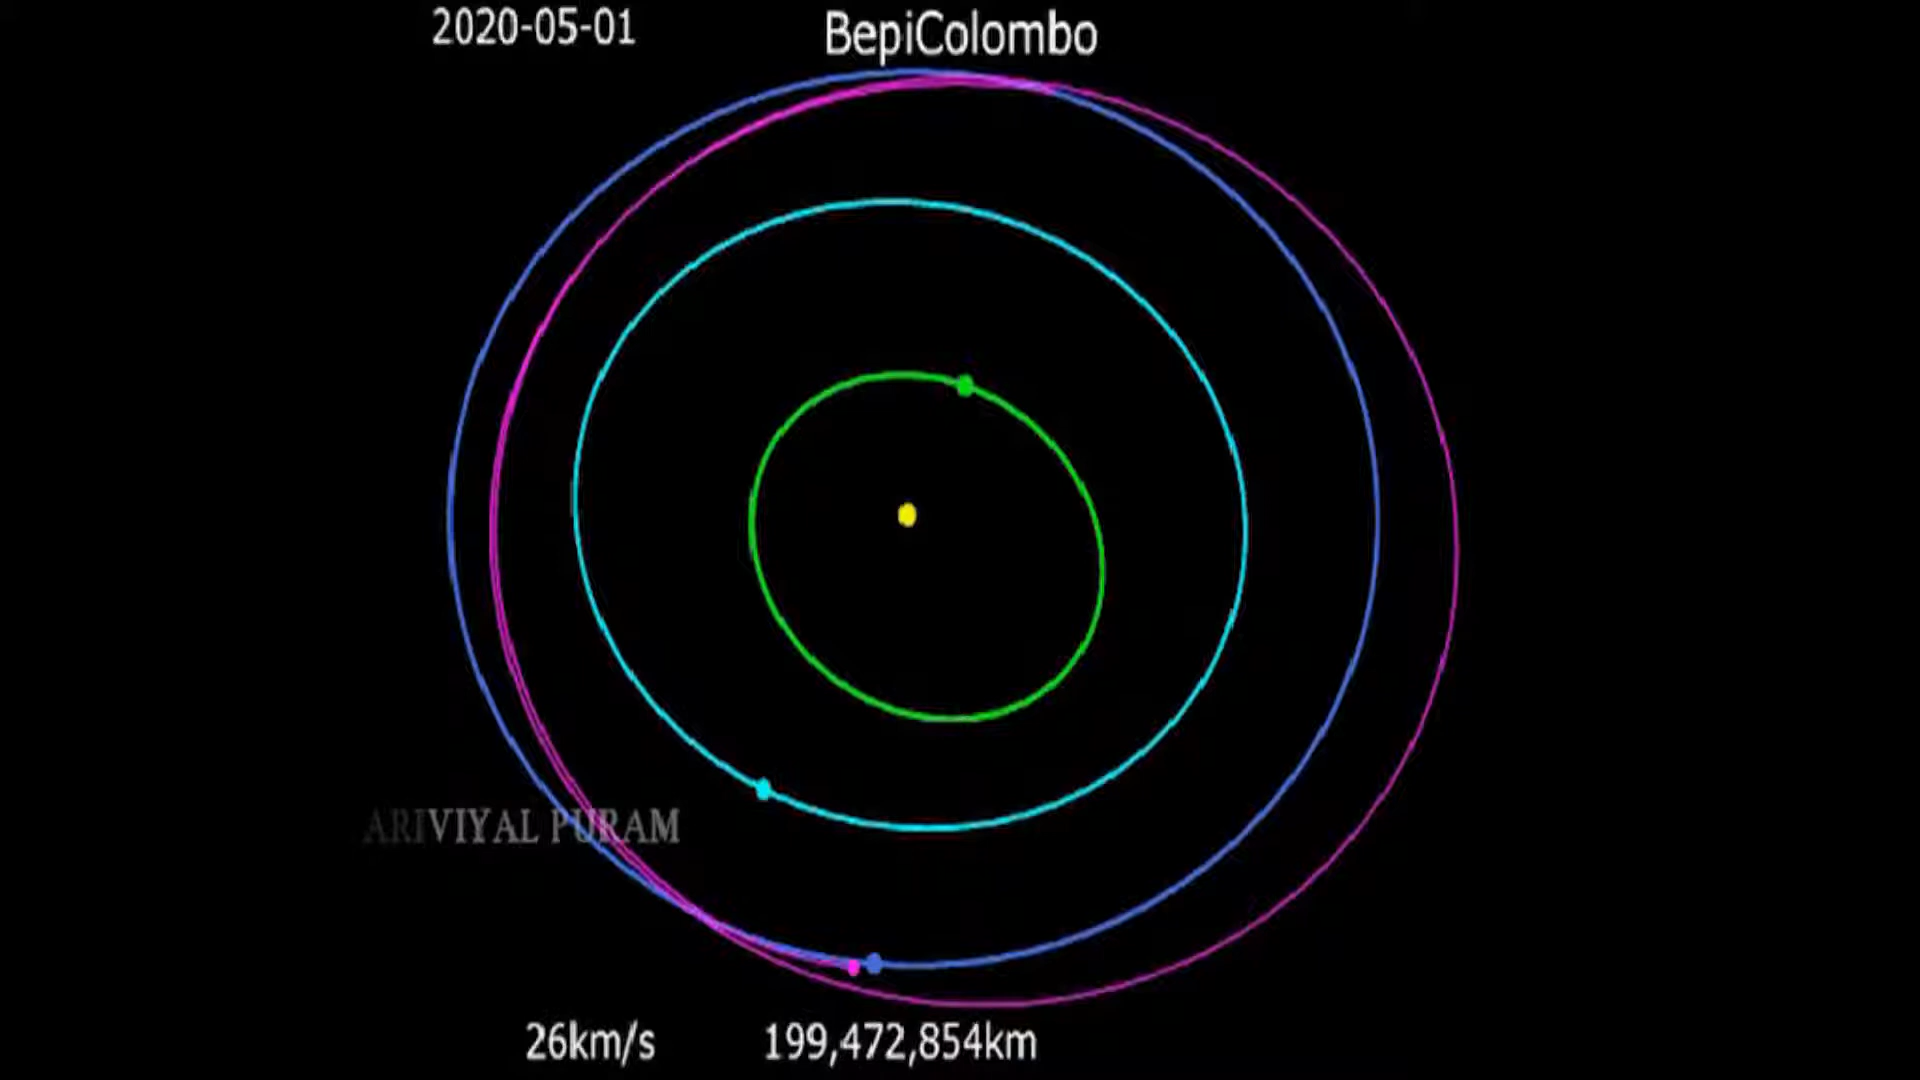 2020-05-01
BepiColombo
ARIVIYAL PURAM
26km/s
199,472,854km